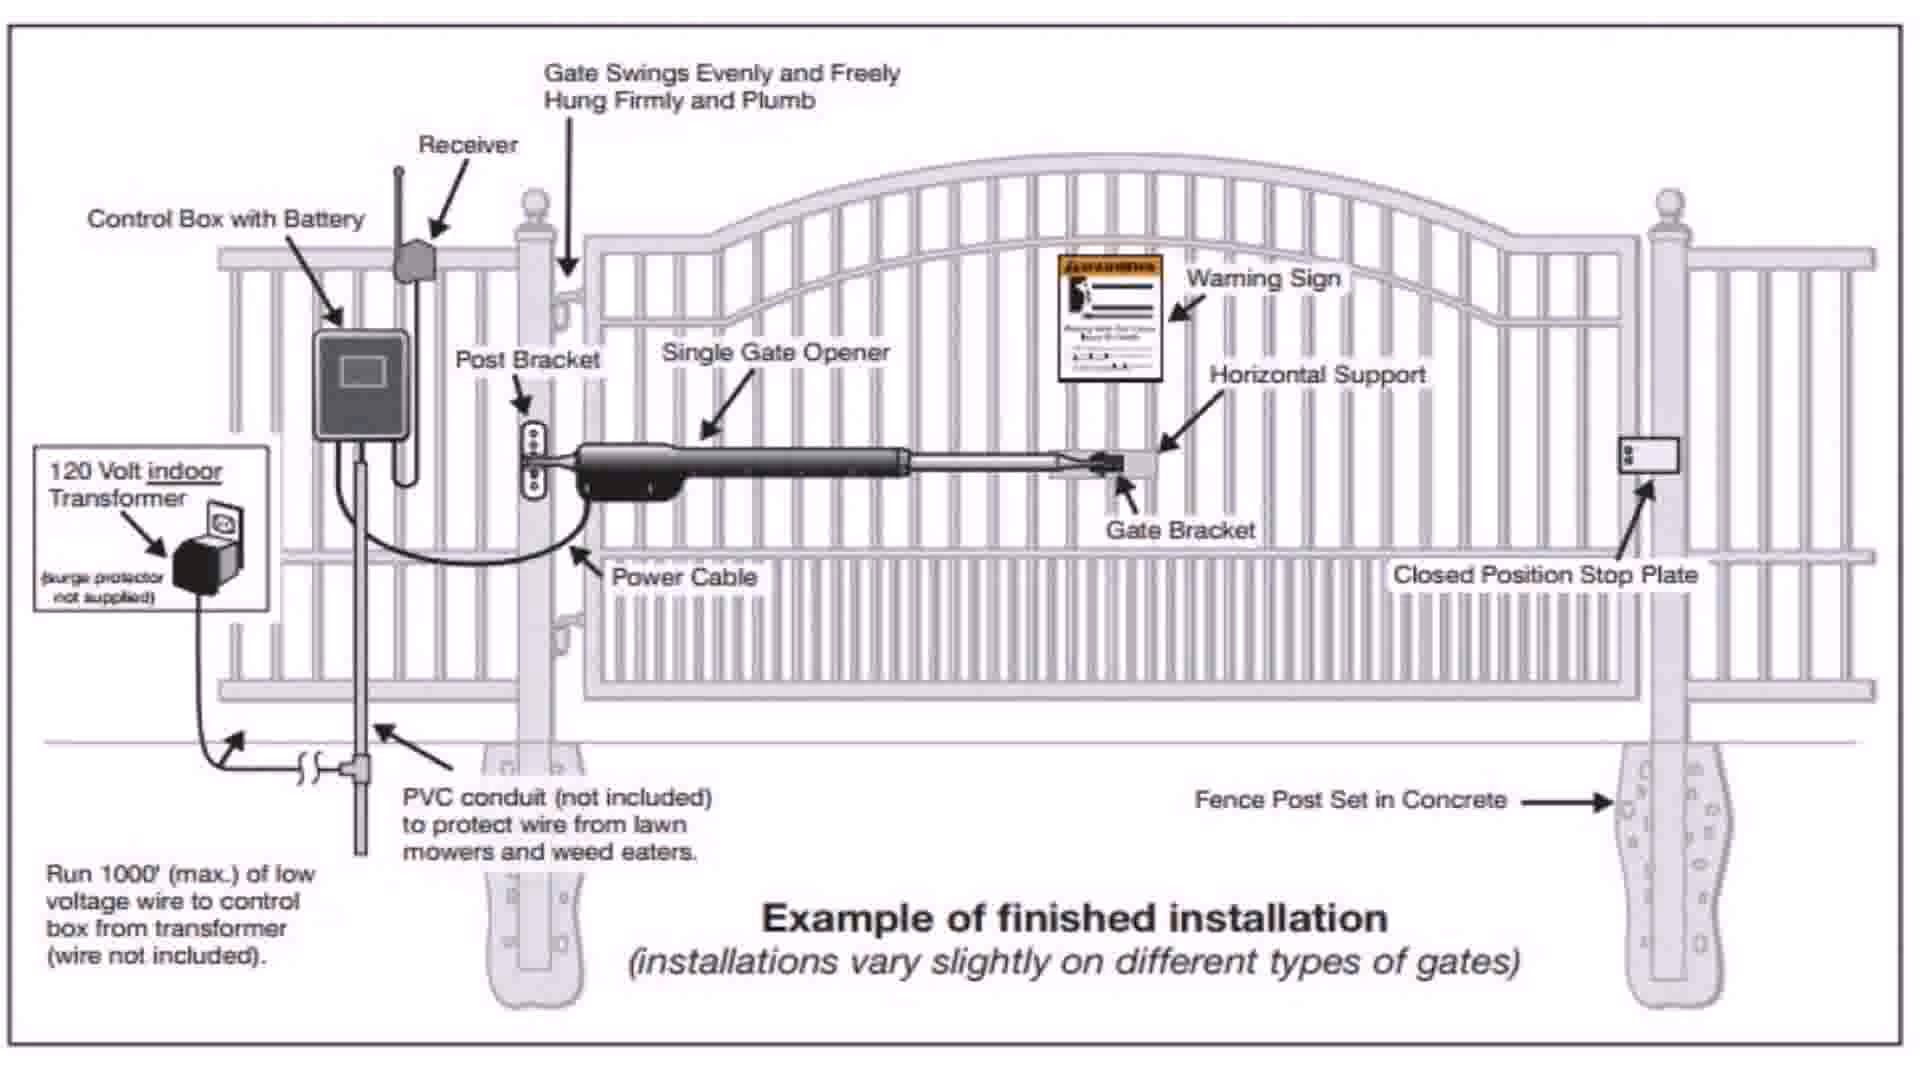 Gate Swings Evenly and Freely
Hung Firmly and Plumb
Receiver
Control Box with Battery
Warning Sign
Post Bracket
Single Gate Opener
Horizontal Support
120 Volt indoor
Transformer
(surge protector
not supplied)
Gate Bracket
Power Cable
Closed Position Stop Plate
PVC conduit (not included)
to protect wire from lawn
mowers and weed eaters.
Fence Post Set in Concrete
Run 1000' (max.) of low
voltage wire to control
box from transformer
(wire not included).
Example of finished installation
(installations vary slightly on different types of gates)